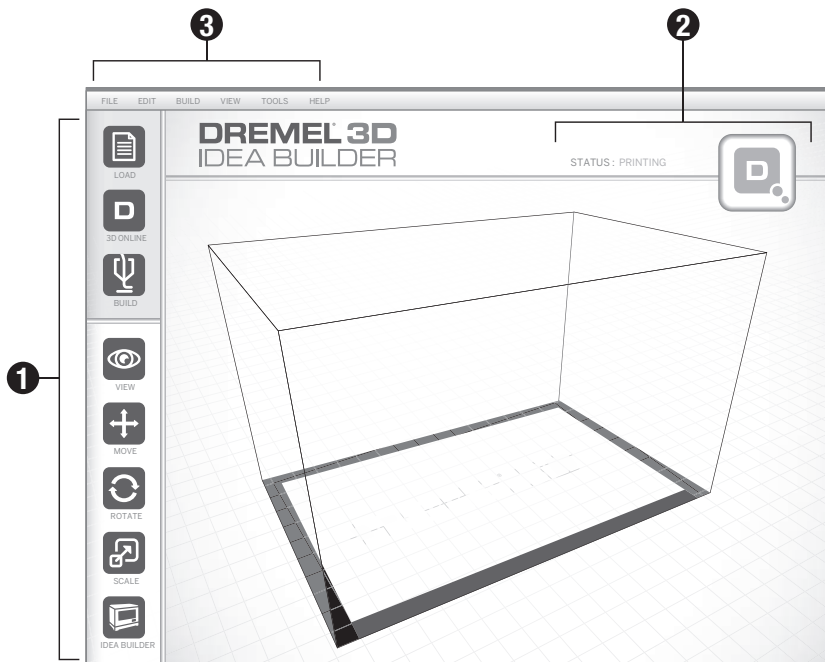 3
2
FILE EDIT BUILD VIEW TOOLS HELP
DREMEL 3D
IDEA BUILDER
STATUS: PRINTING
D
LOAD
D
3D ONLINE
BUILD
1
VIEW
MOVE
ROTATE
SCALE
IDEA BUILDER